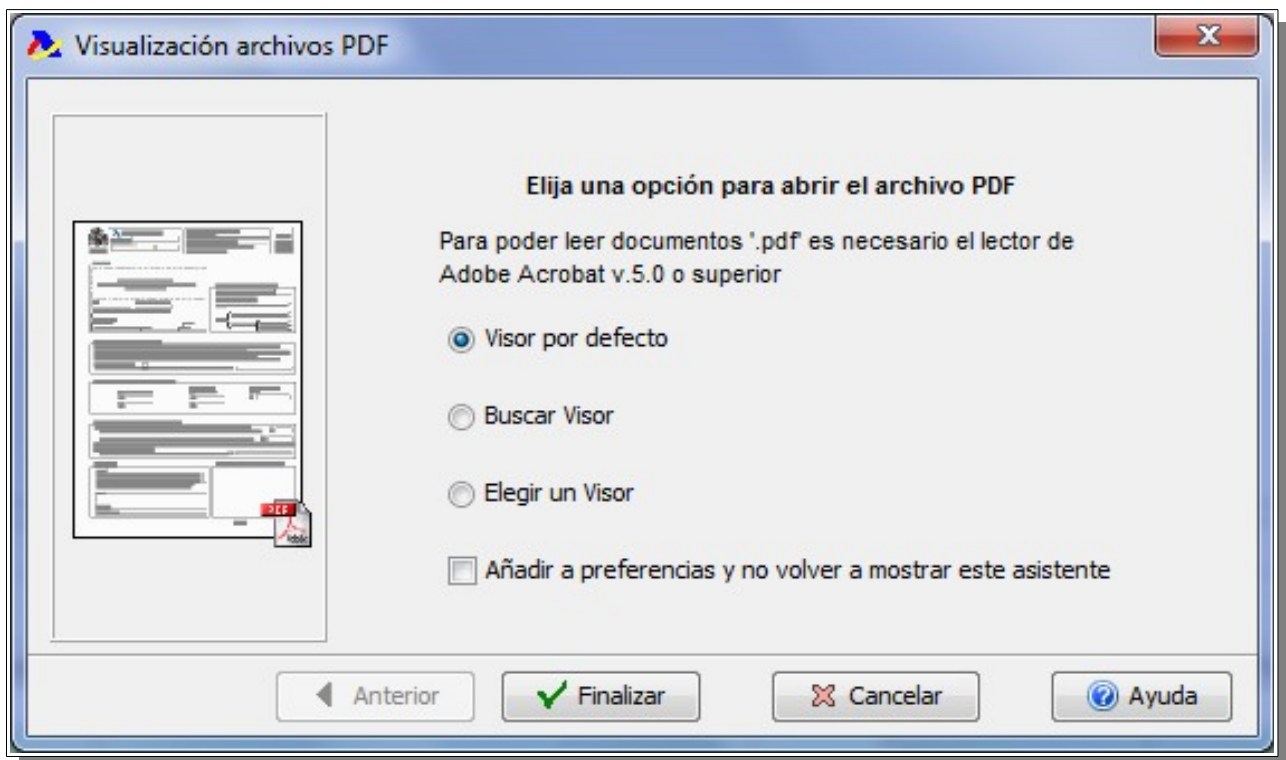 Visualización archivos PDF
Elija una opción para abrir el archivo PDF
Para poder leer documentos '.pdf' es necesario el lector de
Adobe Acrobat v.5.0 o superior
Visor por defecto
Buscar Visor
Elegir un Visor
Añadir a preferencias y no volver a mostrar este asistente
PDF
Adobe
Anterior
Finalizar
Cancelar
Ayuda